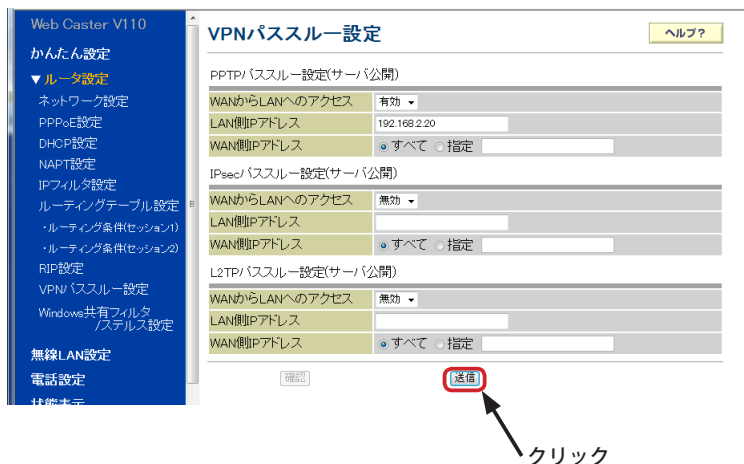 Web Caster V110
かんたん設定
▼ルータ設定
ネットワーク設定
PPPoE設定
DHCP設定
NAPT設定
IPフィルタ設定
ルーティングテーブル設定
・ルーティング条件(セッション1)
・ルーティング条件(セッション2)
RIP設定
VPNパススルー設定
Windows共有フィルタ
/ステルス設定
無線LAN設定
電話設定
状態表示
VPNパススルー設定
ヘルプ?
PPTPパススルー設定(サーバ公開)
WANからLANへのアクセス 有効
LAN側IPアドレス 192.168.2.20
WAN側IPアドレス すべて 指定
IPsecパススルー設定(サーバ公開)
WANからLANへのアクセス 無効
LAN側IPアドレス
WAN側IPアドレス すべて 指定
L2TPパススルー設定(サーバ公開)
WANからLANへのアクセス 無効
LAN側IPアドレス
WAN側IPアドレス すべて 指定
確認 送信
クリック